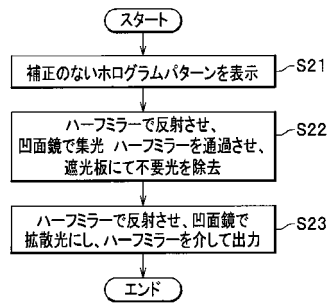 スタート
補正のないホログラムパターンを表示
S21
ハーフミラーで反射させ、
凹面鏡で集光 ハーフミラーを通過させ、
遮光板にて不要光を除去
S22
ハーフミラーで反射させ、凹面鏡で
拡散光にし、ハーフミラーを介して出力
S23
エンド